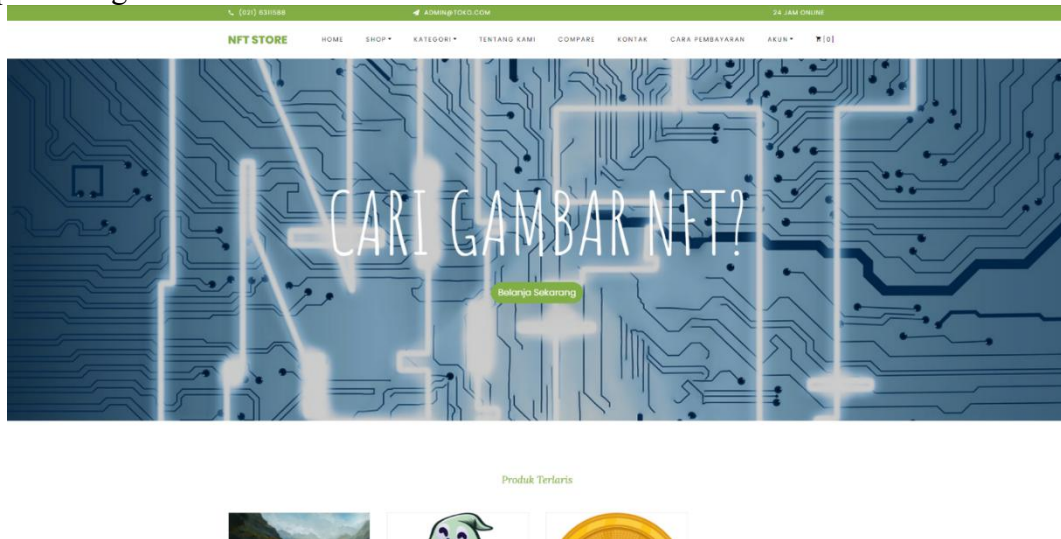 (021) 8311588
ADMIN@TOKO.COM
24 JAM ONLINE
NFT STORE
HOME
SHOP
KATEGORI
TENTANG KAMI
COMPARE
KONTAK
CARA PEMBAYARAN
AKUN
[0]
CARI GAMBAR NFT?
Belanja Sekarang
Produk Terlaris